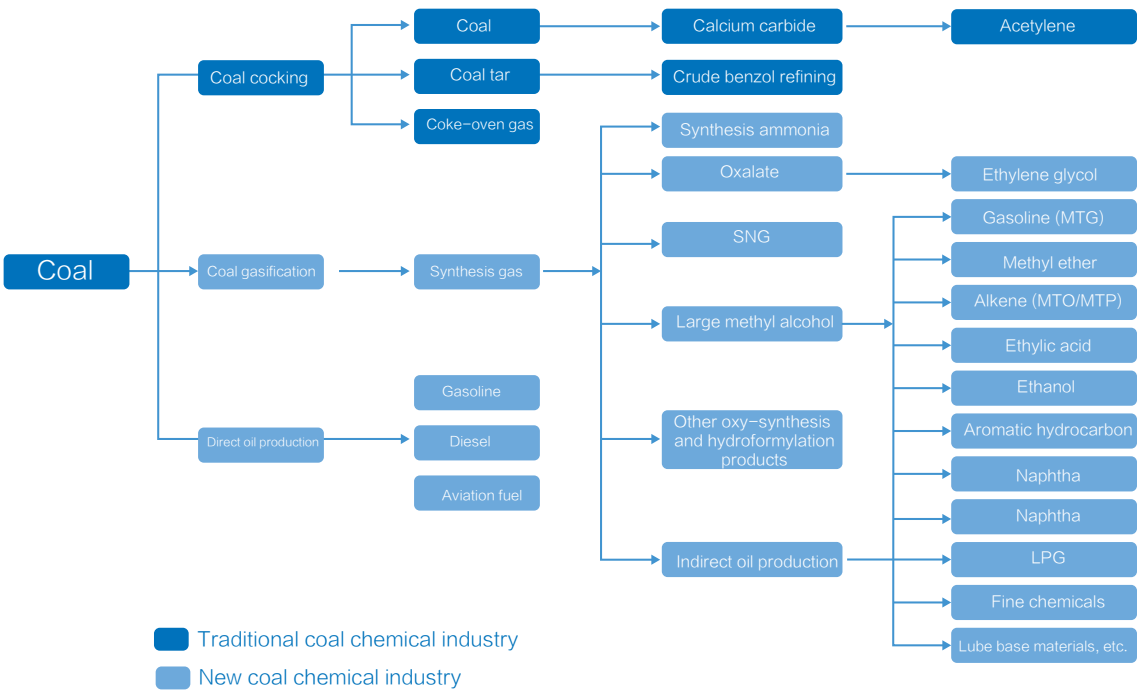 Coal
Calcium carbide
Acetylene
Coal cocking
Coal tar
Crude benzol refining
Coke-oven gas
Synthesis ammonia
Oxalate
Ethylene glycol
Gasoline (MTG)
SNG
Methyl ether
Coal
Coal gasification
Synthesis gas
Alkene (MTO/MTP)
Large methyl alcohol
Ethylic acid
Ethanol
Gasoline
Direct oil production
Diesel
Aviation fuel
Other oxy-synthesis
and hydroformylation
products
Aromatic hydrocarbon
Naphtha
Naphtha
Indirect oil production
LPG
Fine chemicals
Lube base materials, etc.
Traditional coal chemical industry
New coal chemical industry